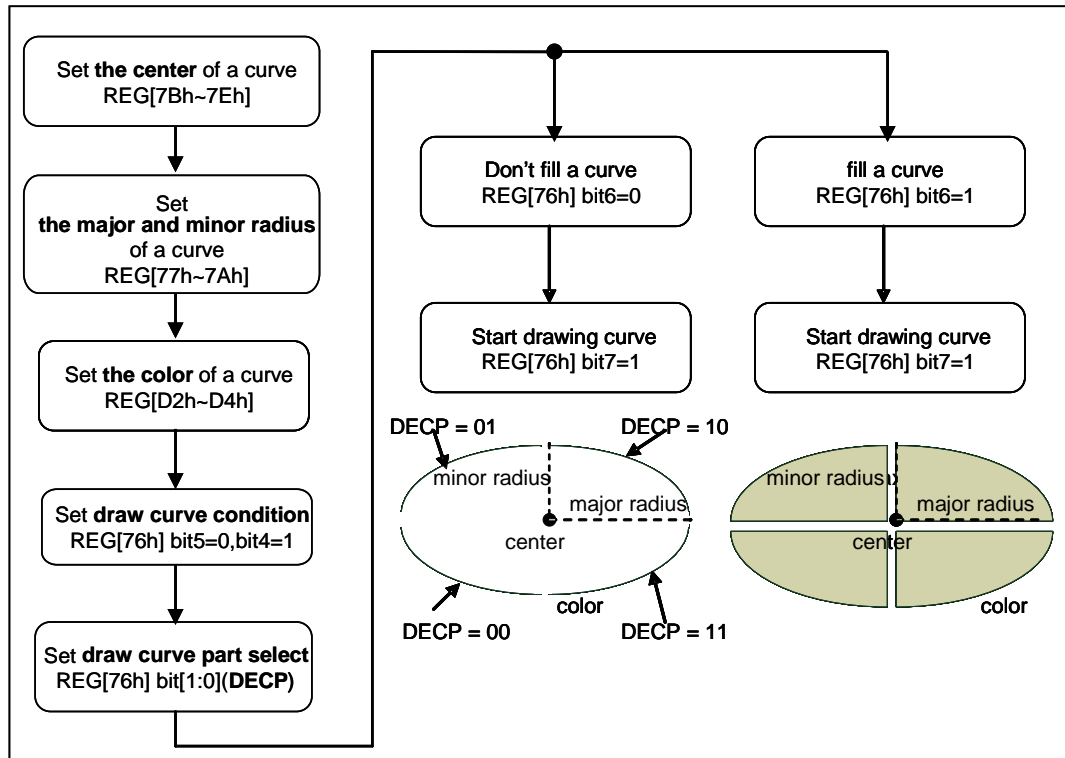 Set the center of a curve
REG[7Bh~7Eh]
Set
the major and minor radius
of a curve
REG[77h~7Ah]
Set the color of a curve
REG[D2h~D4h]
Set draw curve condition
REG[76h] bit5=0,bit4=1
Set draw curve part select
REG[76h] bit[1:0](DECP)
Don't fill a curve
REG[76h] bit6=0
Start drawing curve
REG[76h] bit7=1
fill a curve
REG[76h] bit6=1
Start drawing curve
REG[76h] bit7=1
DECP = 01
DECP = 10
minor radius
major radius
center
color
DECP = 00
DECP = 11
minor radius
major radius
center
color